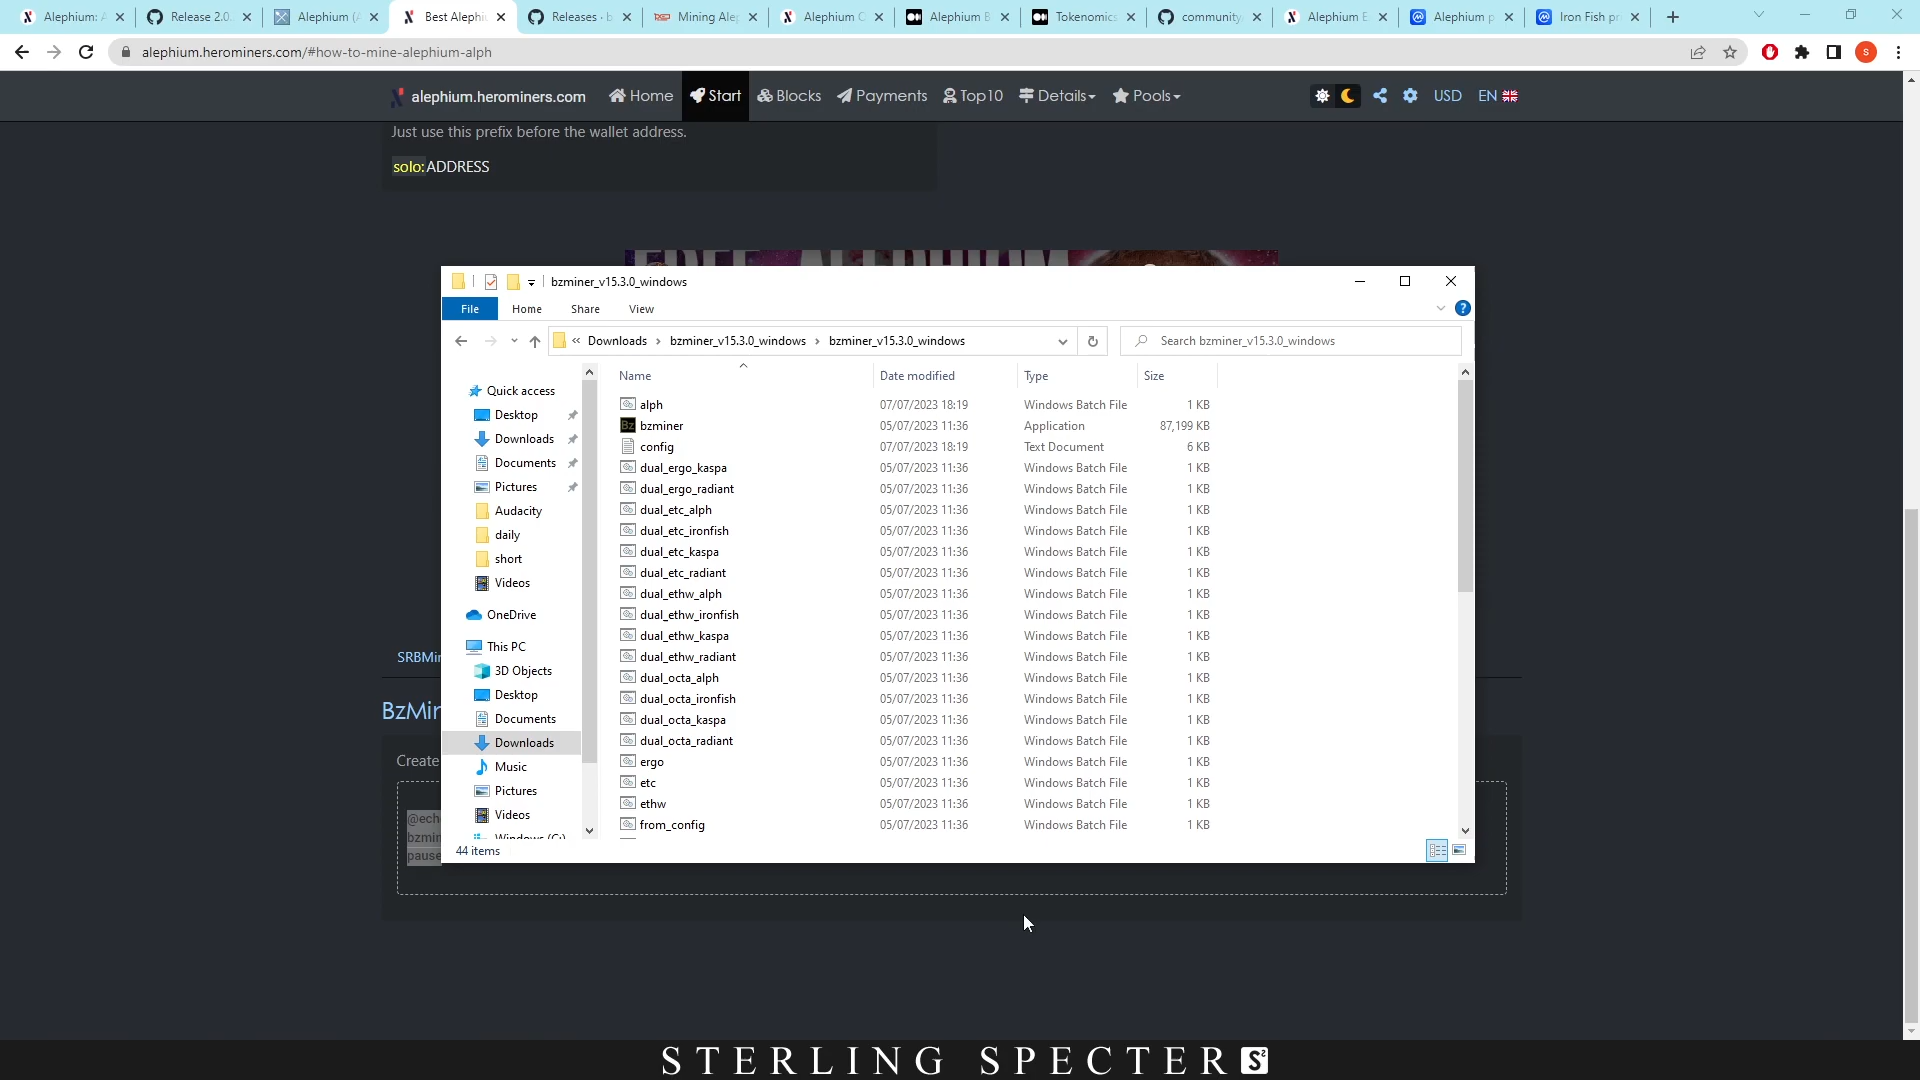 Alephium: A
Release 2.0.
Alephium (A
Best Alephi
Releases · b
Mining Alep
Alephium C
Alephium B
Tokenomics
community
Alephium E
Alephium p
Iron Fish pr
alephium.herominers.com/#how-to-mine-alephium-alph
S
alephium.herominers.com
Home
Start
Blocks
Payments
Top10
Details
Pools
USD
EN
Just use this prefix before the wallet address.
solo:ADDRESS
bzminer_v15.3.0_windows
File
Home
Share
View
?
« Downloads › bzminer_v15.3.0_windows › bzminer_v15.3.0_windows
Search bzminer_v15.3.0_windows
Quick access
Desktop
Downloads
Documents
Pictures
Audacity
daily
short
Videos
OneDrive
This PC
3D Objects
Desktop
Documents
Downloads
Music
Pictures
Videos
Windows (C:)
Name Date modified Type Size
alph 07/07/2023 18:19 Windows Batch File 1 KB
Bz bzminer 05/07/2023 11:36 Application 87,199 KB
config 07/07/2023 18:19 Text Document 6 KB
dual_ergo_kaspa 05/07/2023 11:36 Windows Batch File 1 KB
dual_ergo_radiant 05/07/2023 11:36 Windows Batch File 1 KB
dual_etc_alph 05/07/2023 11:36 Windows Batch File 1 KB
dual_etc_ironfish 05/07/2023 11:36 Windows Batch File 1 KB
dual_etc_kaspa 05/07/2023 11:36 Windows Batch File 1 KB
dual_etc_radiant 05/07/2023 11:36 Windows Batch File 1 KB
dual_ethw_alph 05/07/2023 11:36 Windows Batch File 1 KB
dual_ethw_ironfish 05/07/2023 11:36 Windows Batch File 1 KB
dual_ethw_kaspa 05/07/2023 11:36 Windows Batch File 1 KB
dual_ethw_radiant 05/07/2023 11:36 Windows Batch File 1 KB
dual_octa_alph 05/07/2023 11:36 Windows Batch File 1 KB
dual_octa_ironfish 05/07/2023 11:36 Windows Batch File 1 KB
dual_octa_kaspa 05/07/2023 11:36 Windows Batch File 1 KB
dual_octa_radiant 05/07/2023 11:36 Windows Batch File 1 KB
ergo 05/07/2023 11:36 Windows Batch File 1 KB
etc 05/07/2023 11:36 Windows Batch File 1 KB
ethw 05/07/2023 11:36 Windows Batch File 1 KB
from_config 05/07/2023 11:36 Windows Batch File 1 KB
44 items
SRBMin
BzMin
Create
@ech
bzmin
pause
STERLING SPECTER S²